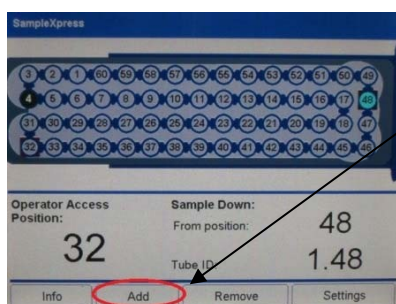 SampleXpress
3 2 1 60 59 58 57 56 55 54 53 52 51 50 49
4 5 6 7 8 9 10 11 12 13 14 15 16 17 48
31 30 29 28 27 26 25 24 23 22 21 20 19 18 47
32 33 34 35 36 37 38 39 40 41 42 43 44 45 46
Operator Access
Position:
32
Sample Down:
From position: 48
Tube ID: 1.48
Info Add Remove Settings